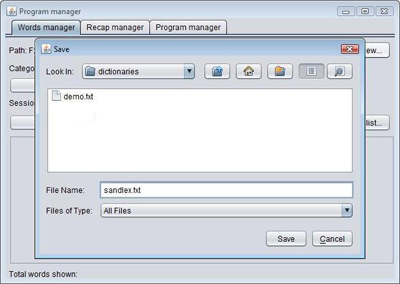 Program manager
Words manager Recap manager Program manager
Save
Path: F:
ew...
Look In: dictionaries
Catego
demo.txt
Session
list...
File Name: sandlex.txt
Files of Type: All Files
Save Cancel
Total words shown: